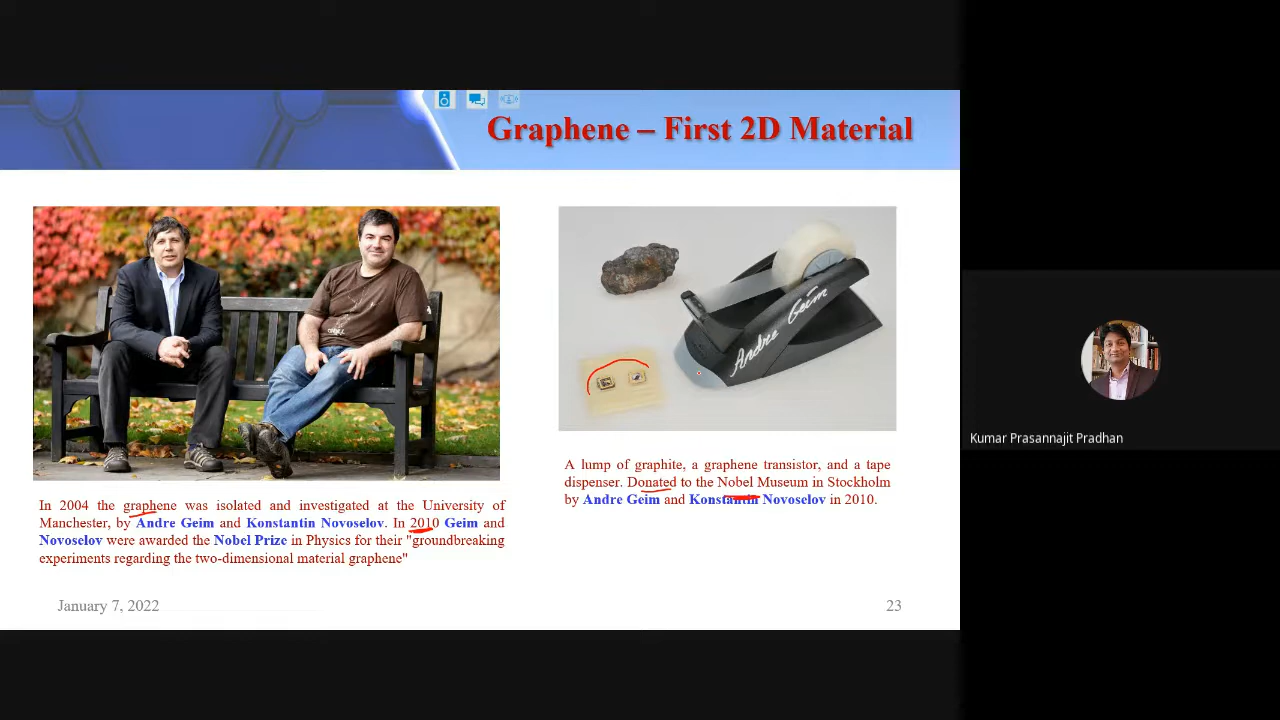 Graphene – First 2D Material
Andre Geim
In 2004 the graphene was isolated and investigated at the University of
Manchester, by Andre Geim and Konstantin Novoselov. In 2010 Geim and
Novoselov were awarded the Nobel Prize in Physics for their "groundbreaking
experiments regarding the two-dimensional material graphene"
A lump of graphite, a graphene transistor, and a tape
dispenser. Donated to the Nobel Museum in Stockholm
by Andre Geim and Konstantin Novoselov in 2010.
January 7, 2022
23
Kumar Prasannajit Pradhan